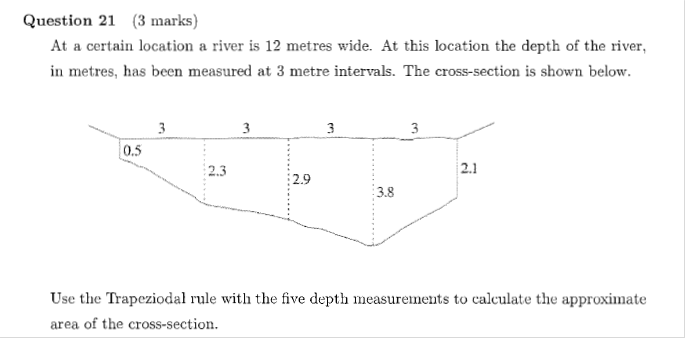 Question 21 (3 marks)
At a certain location a river is 12 metres wide. At this location the depth of the river,
in metres, has been measured at 3 metre intervals. The cross-section is shown below.
3 3 3 3
0.5
2.3
2.9
3.8
2.1
Use the Trapeziodal rule with the five depth measurements to calculate the approximate
area of the cross-section.